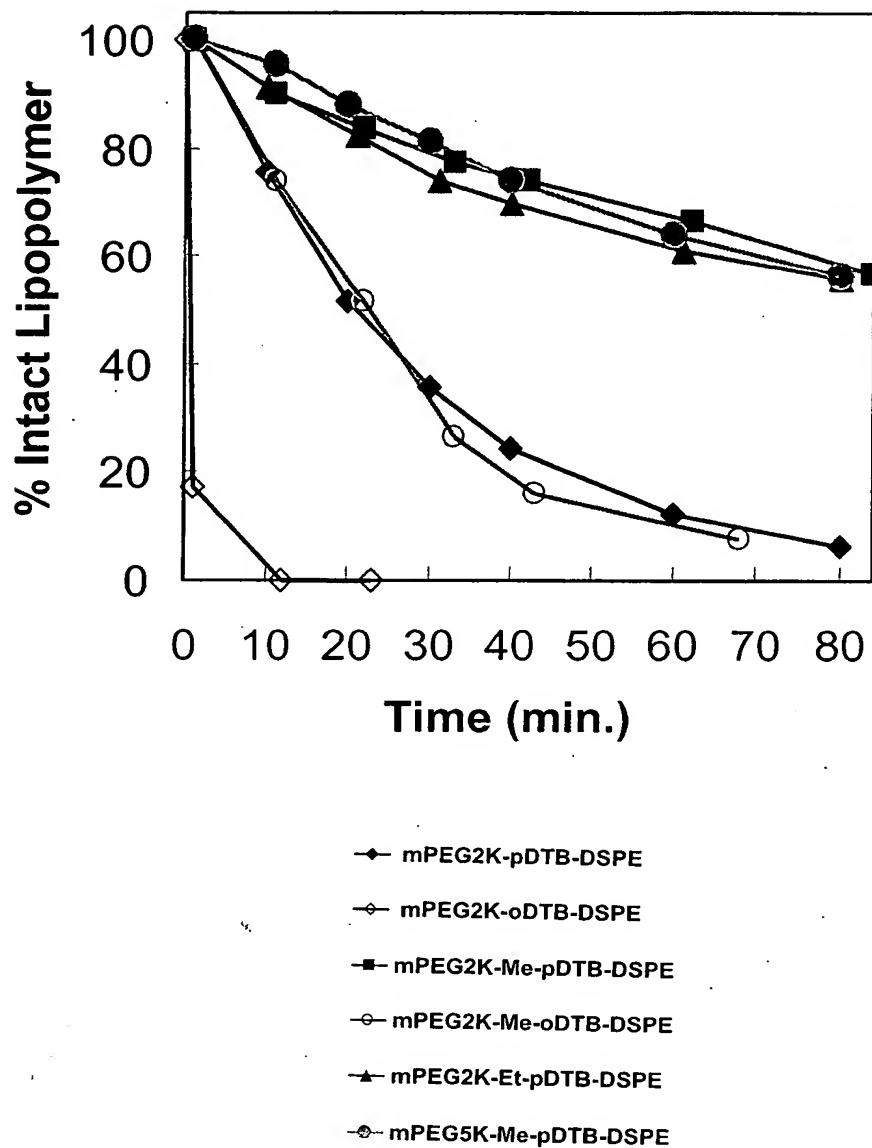 % Intact Lipopolymer
100
80
60
40
20
0
0 10 20 30 40 50 60 70 80
Time (min.)
mPEG2K-pDTB-DSPE
mPEG2K-oDTB-DSPE
mPEG2K-Me-pDTB-DSPE
mPEG2K-Me-oDTB-DSPE
mPEG2K-Et-pDTB-DSPE
mPEG5K-Me-pDTB-DSPE